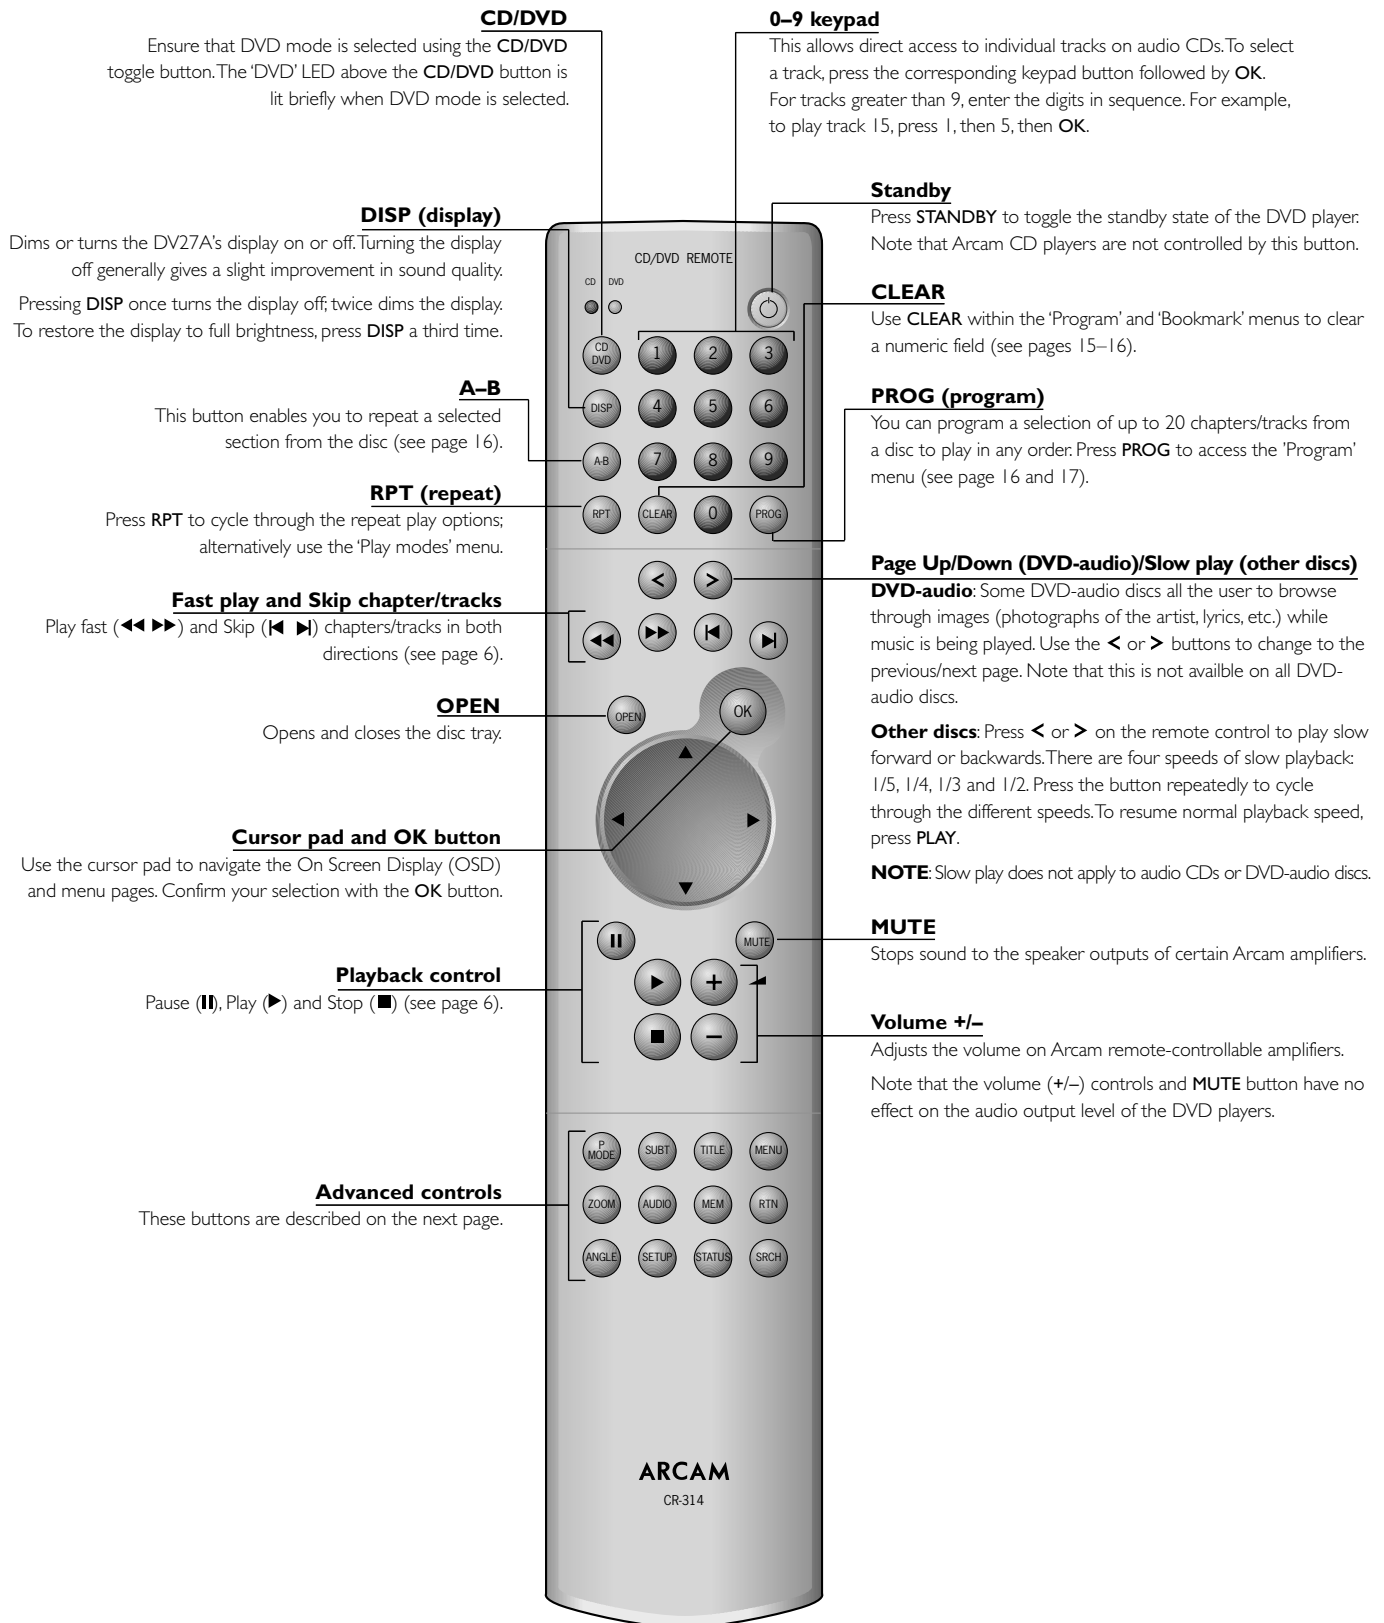 CD/DVD
Ensure that DVD mode is selected using the CD/DVD
toggle button. The 'DVD' LED above the CD/DVD button is
lit briefly when DVD mode is selected.
DISP (display)
Dims or turns the DV27A's display on or off. Turning the display
off generally gives a slight improvement in sound quality.
Pressing DISP once turns the display off; twice dims the display.
To restore the display to full brightness, press DISP a third time.
A–B
This button enables you to repeat a selected
section from the disc (see page 16).
RPT (repeat)
Press RPT to cycle through the repeat play options;
alternatively use the 'Play modes' menu.
Fast play and Skip chapter/tracks
Play fast (◀◀ ▶▶) and Skip (|◀ ▶|) chapters/tracks in both
directions (see page 6).
OPEN
Opens and closes the disc tray.
Cursor pad and OK button
Use the cursor pad to navigate the On Screen Display (OSD)
and menu pages. Confirm your selection with the OK button.
Playback control
Pause (❚❚), Play (▶) and Stop (■) (see page 6).
Advanced controls
These buttons are described on the next page.
CD/DVD REMOTE
CD DVD
CD
DVD
1 2 3
DISP 4 5 6
A-B 7 8 9
RPT CLEAR 0 PROG
< >
◀◀ ▶▶ |◀ ▶|
OPEN OK
▲
◀ ▶
▼
❚❚ MUTE
▶ +
■ −
P
MODE SUBT TITLE MENU
ZOOM AUDIO MEM RTN
ANGLE SETUP STATUS SRCH
ARCAM
CR-314
0–9 keypad
This allows direct access to individual tracks on audio CDs. To select
a track, press the corresponding keypad button followed by OK.
For tracks greater than 9, enter the digits in sequence. For example,
to play track 15, press 1, then 5, then OK.
Standby
Press STANDBY to toggle the standby state of the DVD player.
Note that Arcam CD players are not controlled by this button.
CLEAR
Use CLEAR within the 'Program' and 'Bookmark' menus to clear
a numeric field (see pages 15–16).
PROG (program)
You can program a selection of up to 20 chapters/tracks from
a disc to play in any order. Press PROG to access the 'Program'
menu (see page 16 and 17).
Page Up/Down (DVD-audio)/Slow play (other discs)
DVD-audio: Some DVD-audio discs all the user to browse
through images (photographs of the artist, lyrics, etc.) while
music is being played. Use the < or > buttons to change to the
previous/next page. Note that this is not availble on all DVD-
audio discs.
Other discs: Press < or > on the remote control to play slow
forward or backwards. There are four speeds of slow playback:
1/5, 1/4, 1/3 and 1/2. Press the button repeatedly to cycle
through the different speeds. To resume normal playback speed,
press PLAY.
NOTE: Slow play does not apply to audio CDs or DVD-audio discs.
MUTE
Stops sound to the speaker outputs of certain Arcam amplifiers.
Volume +/–
Adjusts the volume on Arcam remote-controllable amplifiers.
Note that the volume (+/–) controls and MUTE button have no
effect on the audio output level of the DVD players.